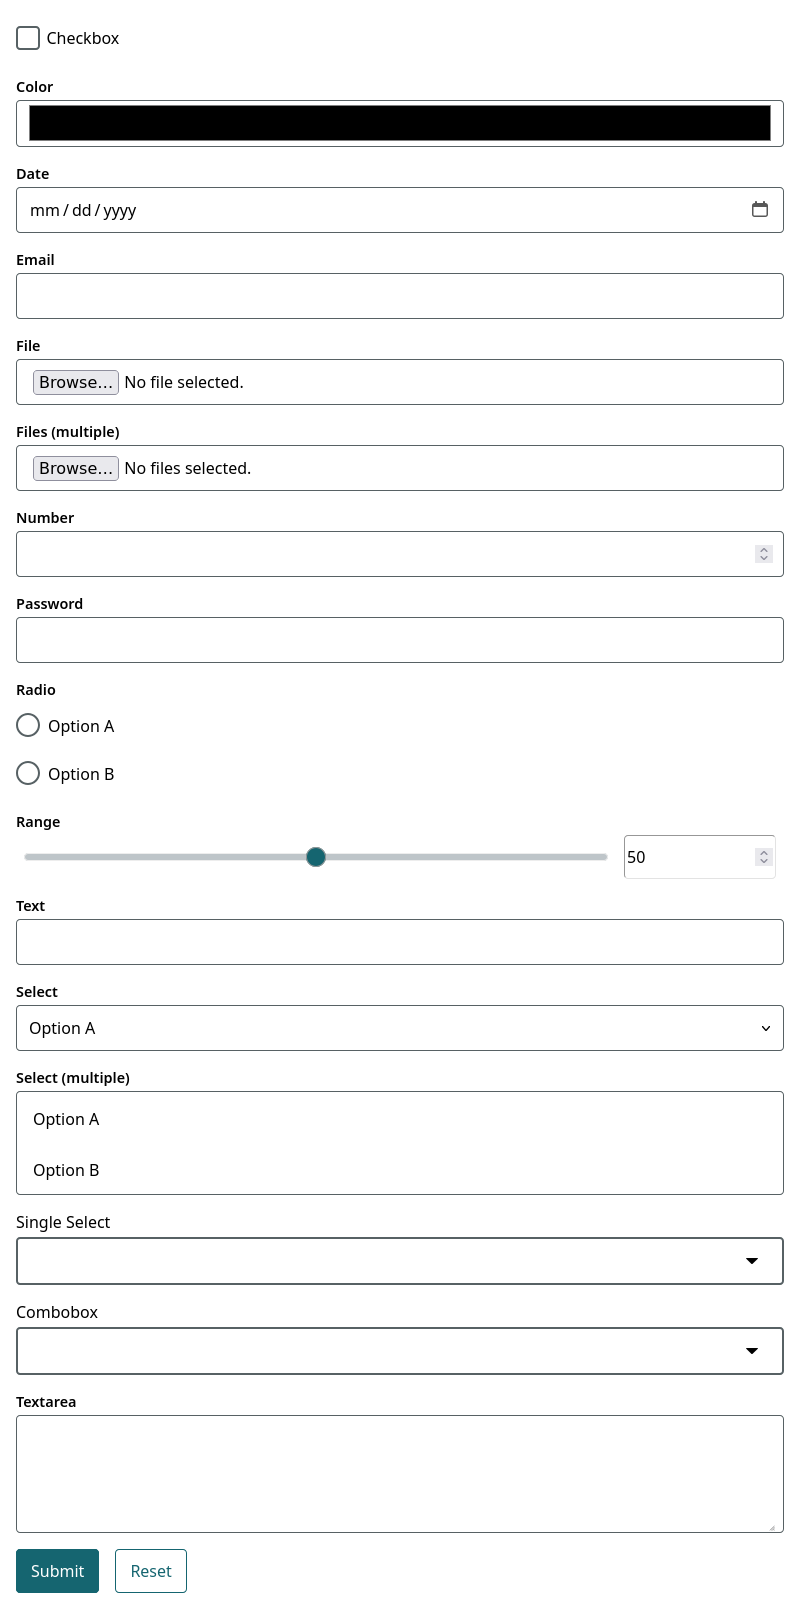 Checkbox
Color
Date
mm / dd / yyyy
Email
File
Browse... No file selected.
Files (multiple)
Browse... No files selected.
Number
Password
Radio
Option A
Option B
Range
50
Text
Select
Option A
Select (multiple)
Option A
Option B
Single Select
Combobox
Textarea
Submit Reset